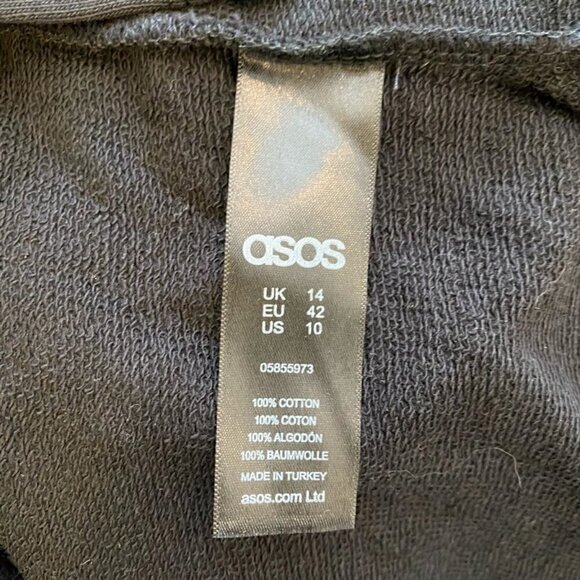 asos
UK 14
EU 42
US 10
05855973
100% COTTON
100% COTON
100% ALGODÓN
100% BAUMWOLLE
MADE IN TURKEY
asos.com Ltd